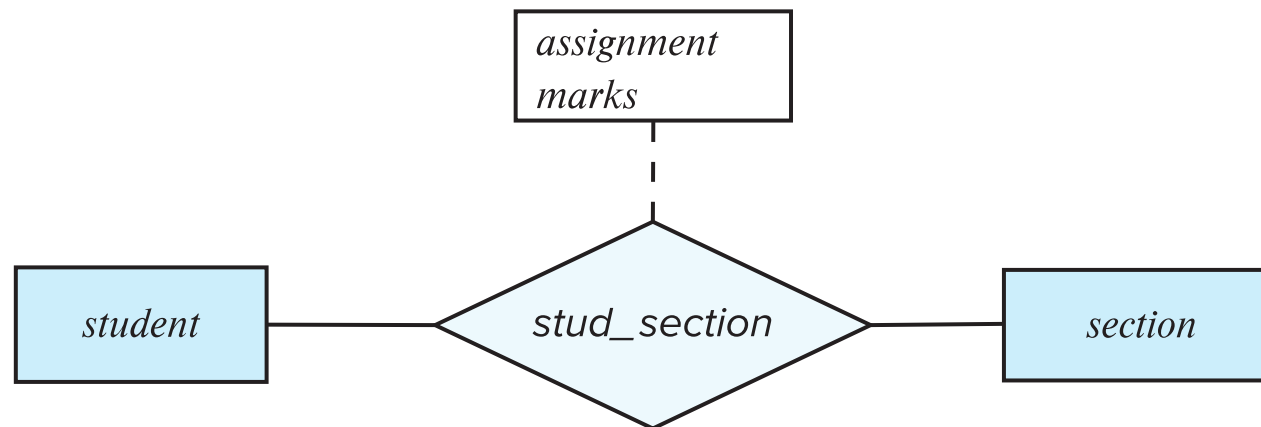 assignment
marks
student
stud_section
section